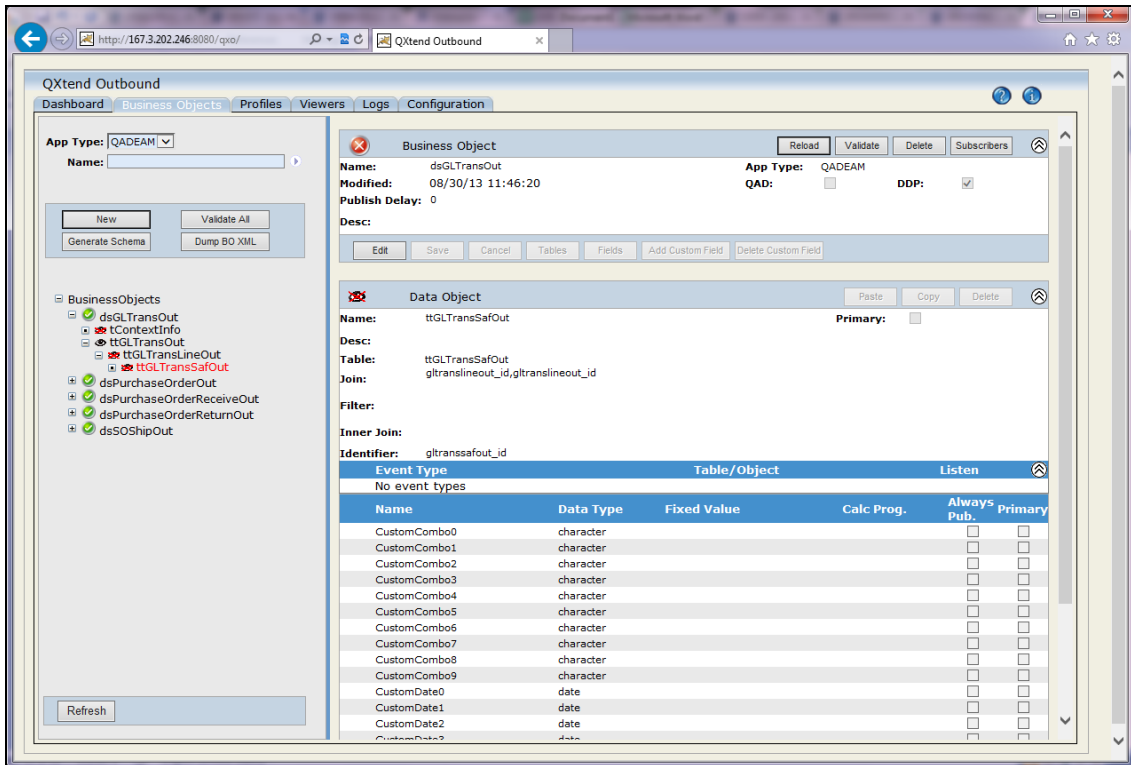 http://167.3.202.246:8080/qxo/
QXtend Outbound
QXtend Outbound
Dashboard Business Objects Profiles Viewers Logs Configuration
App Type: QADEAM
Name:
New Validate All
Generate Schema Dump BO XML
BusinessObjects
dsGLTransOut
tContextInfo
ttGLTransOut
ttGLTransLineOut
ttGLTransSafOut
dsPurchaseOrderOut
dsPurchaseOrderReceiveOut
dsPurchaseOrderReturnOut
dsSOShipOut
Refresh
Business Object Reload Validate Delete Subscribers
Name: dsGLTransOut App Type: QADEAM
Modified: 08/30/13 11:46:20 QAD: DDP:
Publish Delay: 0
Desc:
Edit Save Cancel Tables Fields Add Custom Field Delete Custom Field
Data Object Paste Copy Delete
Name: ttGLTransSafOut Primary:
Desc:
Table: ttGLTransSafOut
Join: gltranslineout_id,gltranslineout_id
Filter:
Inner Join:
Identifier: gltranssafout_id
Event Type Table/Object Listen
No event types
Name Data Type Fixed Value Calc Prog. Always Pub. Primary
CustomCombo0 character
CustomCombo1 character
CustomCombo2 character
CustomCombo3 character
CustomCombo4 character
CustomCombo5 character
CustomCombo6 character
CustomCombo7 character
CustomCombo8 character
CustomCombo9 character
CustomDate0 date
CustomDate1 date
CustomDate2 date
CustomDate3 date